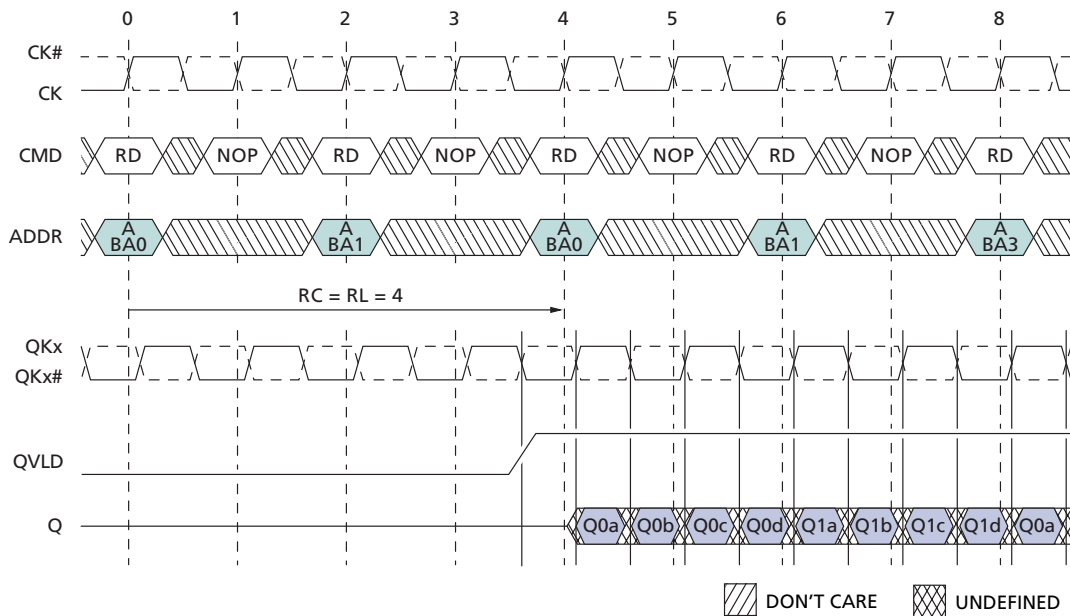 0 1 2 3 4 5 6 7 8
CK#
CK
CMD RD NOP RD NOP RD NOP RD NOP RD
ADDR A BA0 A BA1 A BA0 A BA1 A BA3
RC = RL = 4
QKx
QKx#
QVLD
Q Q0a Q0b Q0c Q0d Q1a Q1b Q1c Q1d Q0a
DON'T CARE UNDEFINED